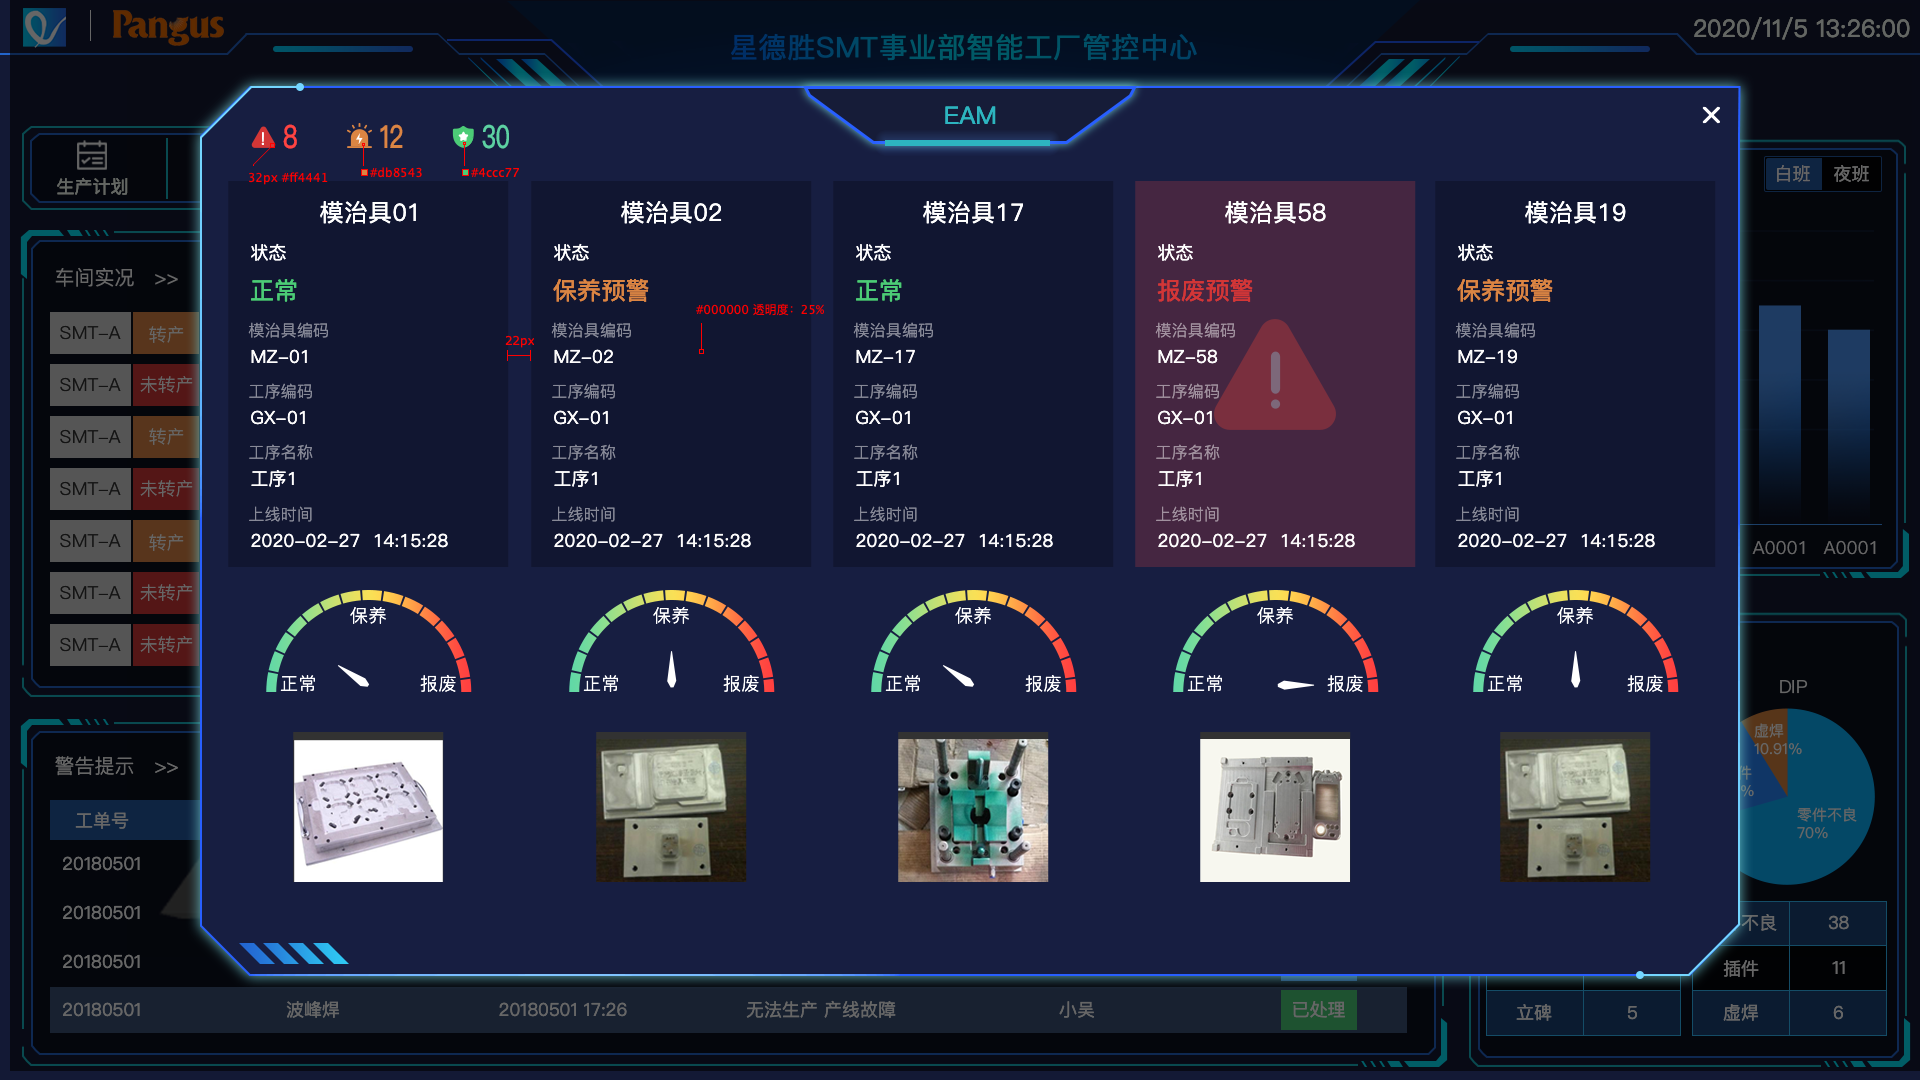 Pangus
星德胜SMT事业部智能工厂管控中心
2020/11/5 13:26:00
EAM
8
12
30
32px #ff4441
#db8543
#4ccc77
生产计划
白班
夜班
模治具01
状态
正常
模治具编码
MZ-01
工序编码
GX-01
工序名称
工序1
上线时间
2020-02-27 14:15:28
模治具02
状态
保养预警
模治具编码
MZ-02
工序编码
GX-01
工序名称
工序1
上线时间
2020-02-27 14:15:28
#000000 透明度: 25%
22px
模治具17
状态
正常
模治具编码
MZ-17
工序编码
GX-01
工序名称
工序1
上线时间
2020-02-27 14:15:28
模治具58
状态
报废预警
模治具编码
MZ-58
工序编码
GX-01
工序名称
工序1
上线时间
2020-02-27 14:15:28
模治具19
状态
保养预警
模治具编码
MZ-19
工序编码
GX-01
工序名称
工序1
上线时间
2020-02-27 14:15:28
保养
正常
报废
保养
正常
报废
保养
正常
报废
保养
正常
报废
保养
正常
报废
车间实况 >>
SMT-A 转产
SMT-A 未转产
SMT-A 转产
SMT-A 未转产
SMT-A 转产
SMT-A 未转产
SMT-A 未转产
A0001 A0001
警告提示 >>
工单号
20180501
20180501
20180501
20180501 波峰焊 20180501 17:26 无法生产 产线故障 小吴 已处理
DIP
虚焊
10.91%
件
%
零件不良
70%
不良 38
插件 11
立碑 5 虚焊 6